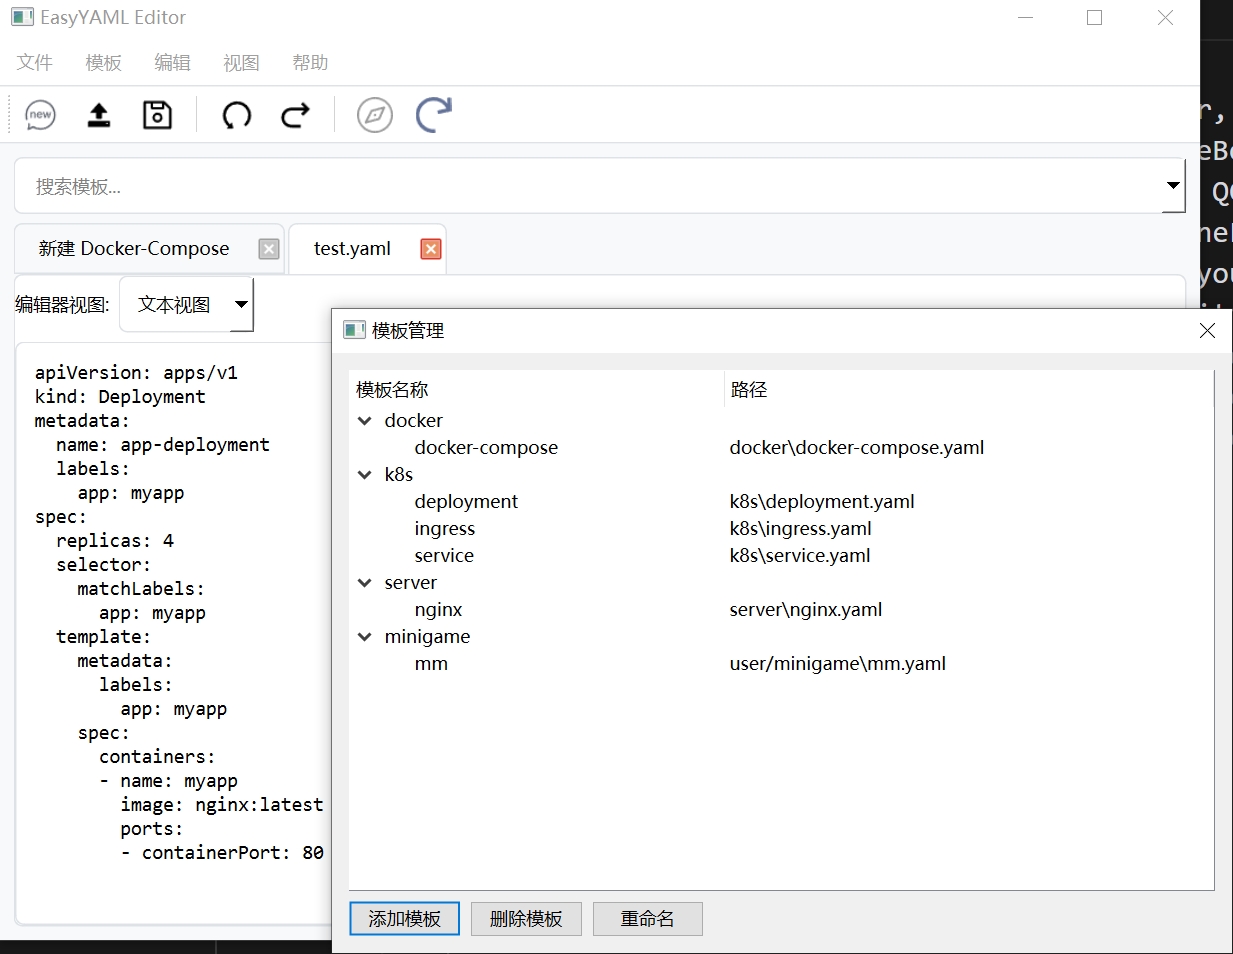 EasyYAML Editor
文件 模板 编辑 视图 帮助
new
搜索模板...
新建 Docker-Compose test.yaml
编辑器视图: 文本视图
apiVersion: apps/v1
kind: Deployment
metadata:
  name: app-deployment
  labels:
    app: myapp
spec:
  replicas: 4
  selector:
    matchLabels:
      app: myapp
  template:
    metadata:
      labels:
        app: myapp
    spec:
      containers:
      - name: myapp
        image: nginx:latest
        ports:
        - containerPort: 80
模板管理
模板名称 路径
docker
docker-compose docker\docker-compose.yaml
k8s
deployment k8s\deployment.yaml
ingress k8s\ingress.yaml
service k8s\service.yaml
server
nginx server\nginx.yaml
minigame
mm user/minigame\mm.yaml
添加模板 删除模板 重命名